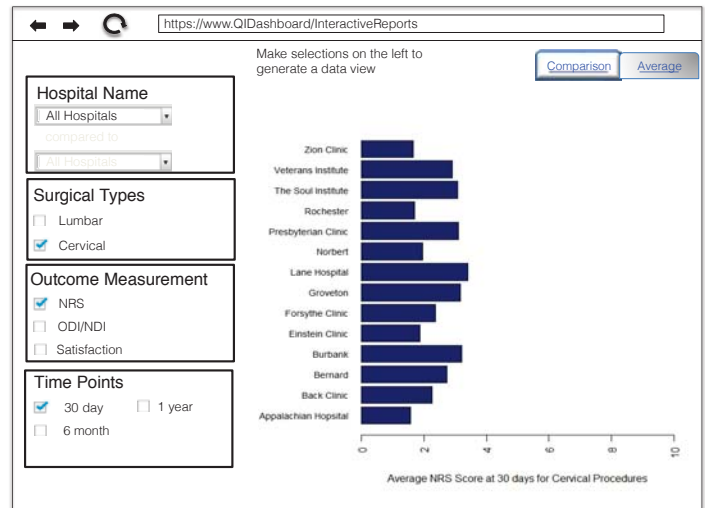 https://www.QIDashboard/InteractiveReports
Make selections on the left to
generate a data view
Comparison
Average
Hospital Name
All Hospitals
compared to
All Hospitals
Surgical Types
Lumbar
Cervical
Outcome Measurement
NRS
ODI/NDI
Satisfaction
Time Points
30 day
1 year
6 month
Zion Clinic
Veterans Institute
The Soul Institute
Rochester
Presbyterian Clinic
Norbert
Lane Hospital
Groveton
Forsythe Clinic
Einstein Clinic
Burbank
Bernard
Back Clinic
Appalachian Hopsital
0 2 4 6 8 10
Average NRS Score at 30 days for Cervical Procedures